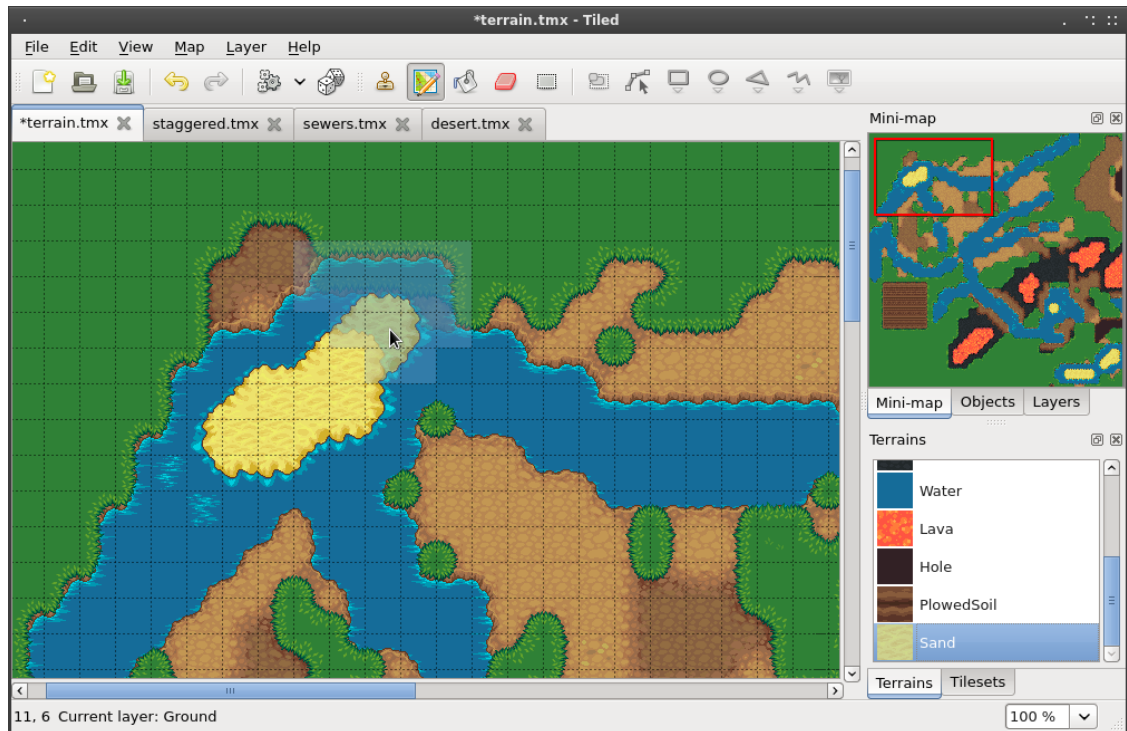 *terrain.tmx - Tiled
File Edit View Map Layer Help
*terrain.tmx staggered.tmx sewers.tmx desert.tmx
Mini-map
Mini-map Objects Layers
Terrains
Water
Lava
Hole
PlowedSoil
Sand
Terrains Tilesets
11, 6 Current layer: Ground
100 %